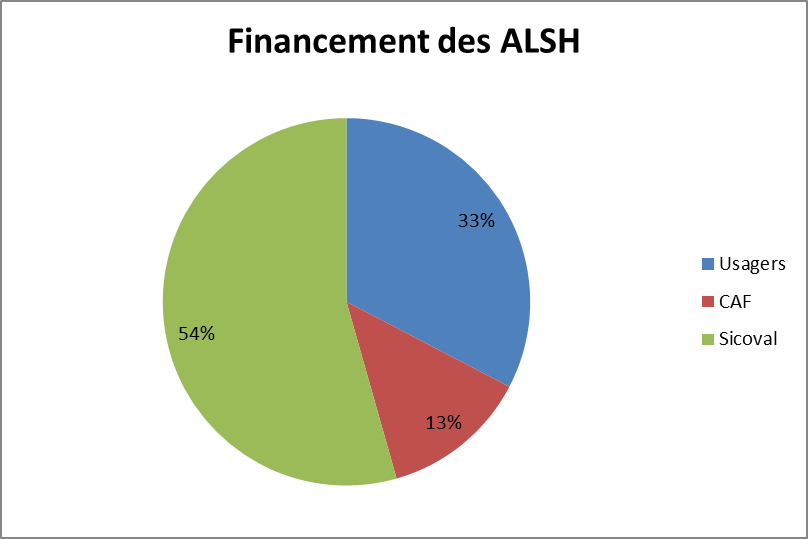 Financement des ALSH
33%
Usagers
CAF
54%
Sicoval
13%